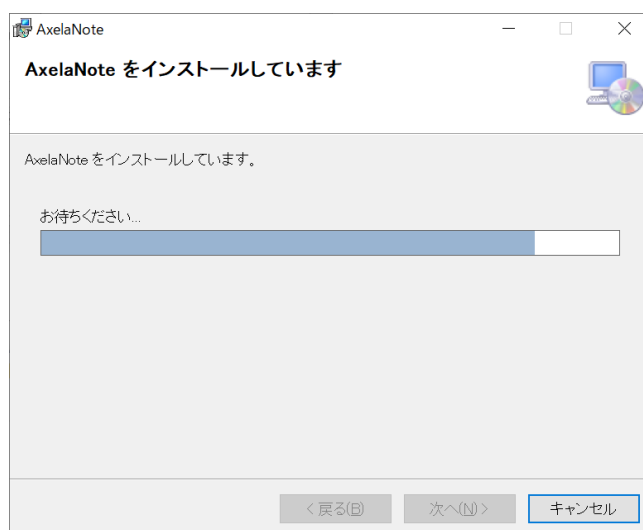 AxelaNote
AxelaNote をインストールしています
AxelaNote をインストールしています。
お待ちください...
< 戻る(B)
次へ(N) >
キャンセル